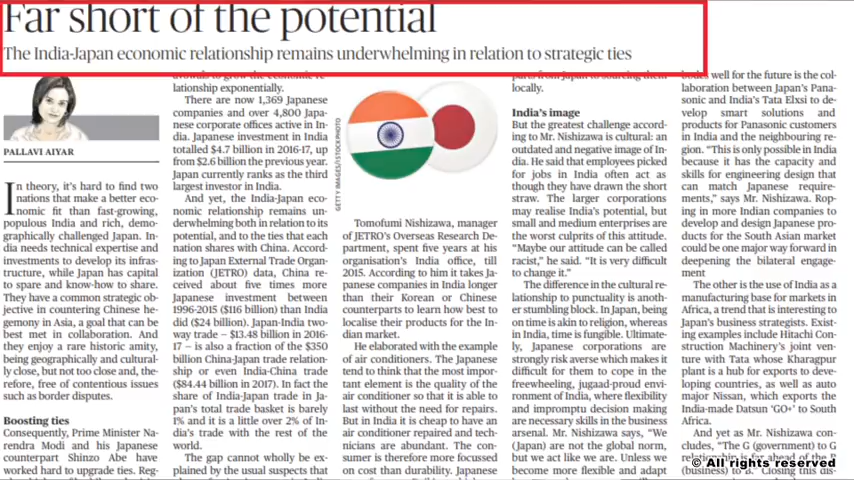 Far short of the potential
The India-Japan economic relationship remains underwhelming in relation to strategic ties
PALLAVI AIYAR
In theory, it's hard to find two
nations that make a better eco-
nomic fit than fast-growing,
populous India and rich, demo-
graphically challenged Japan. In-
dia needs technical expertise and
investments to develop its infras-
tructure, while Japan has capital
to spare and know-how to share.
They have a common strategic ob-
jective in countering Chinese he-
gemony in Asia, a goal that can be
best met in collaboration. And
they enjoy a rare historic amity,
being geographically and cultural-
ly close, but not too close and, the-
refore, free of contentious issues
such as border disputes.
Boosting ties
Consequently, Prime Minister Na-
rendra Modi and his Japanese
counterpart Shinzo Abe have
worked hard to upgrade ties. Reg-
lationship exponentially.
There are now 1,369 Japanese
companies and over 4,800 Japa-
nese corporate offices active in In-
dia. Japanese investment in India
totalled $4.7 billion in 2016-17, up
from $2.6 billion the previous year.
Japan currently ranks as the third
largest investor in India.
And yet, the India-Japan eco-
nomic relationship remains un-
derwhelming both in relation to its
potential, and to the ties that each
nation shares with China. Accord-
ing to Japan External Trade Organ-
ization (JETRO) data, China re-
ceived about five times more
Japanese investment between
1996-2015 ($116 billion) than India
did ($24 billion). Japan-India two-
way trade – $13.48 billion in 2016-
17 – is also a fraction of the $350
billion China-Japan trade relation-
ship or even India-China trade
($84.44 billion in 2017). In fact the
share of India-Japan trade in Ja-
pan's total trade basket is barely
1% and it is a little over 2% of In-
dia's trade with the rest of the
world.
The gap cannot wholly be ex-
plained by the usual suspects that
GETTY IMAGES/ISTOCKPHOTO
Tomofumi Nishizawa, manager
of JETRO's Overseas Research De-
partment, spent five years at his
organisation's India office, till
2015. According to him it takes Ja-
panese companies in India longer
than their Korean or Chinese
counterparts to learn how best to
localise their products for the In-
dian market.
He elaborated with the example
of air conditioners. The Japanese
tend to think that the most impor-
tant element is the quality of the
air conditioner so that it is able to
last without the need for repairs.
But in India it is cheap to have an
air conditioner repaired and tech-
nicians are abundant. The con-
sumer is therefore more focussed
on cost than durability. Japanese
parts from Japan to sourcing them
locally.
India's image
But the greatest challenge accord-
ing to Mr. Nishizawa is cultural: an
outdated and negative image of In-
dia. He said that employees picked
for jobs in India often act as
though they have drawn the short
straw. The larger corporations
may realise India's potential, but
small and medium enterprises are
the worst culprits of this attitude.
“Maybe our attitude can be called
racist,” he said. “It is very difficult
to change it.”
The difference in the cultural re-
lationship to punctuality is anoth-
er stumbling block. In Japan, being
on time is akin to religion, whereas
in India, time is fungible. Ultimate-
ly, Japanese corporations are
strongly risk averse which makes it
difficult for them to cope in the
freewheeling, jugaad-proud envi-
ronment of India, where flexibility
and impromptu decision making
are necessary skills in the business
arsenal. Mr. Nishizawa says, “We
(Japan) are not the global norm,
but we act like we are. Unless we
become more flexible and adapt
bodes well for the future is the col-
laboration between Japan's Pana-
sonic and India's Tata Elxsi to de-
velop smart solutions and
products for Panasonic customers
in India and the neighbouring re-
gion. “This is only possible in India
because it has the capacity and
skills for engineering design that
can match Japanese require-
ments,” says Mr. Nishizawa. Rop-
ing in more Indian companies to
develop and design Japanese pro-
ducts for the South Asian market
could be one major way forward in
deepening the bilateral engage-
ment
The other is the use of India as a
manufacturing base for markets in
Africa, a trend that is interesting to
Japan's business strategists. Exist-
ing examples include Hitachi Con-
struction Machinery's joint ven-
ture with Tata whose Kharagpur
plant is a hub for exports to deve-
loping countries, as well as auto
major Nissan, which exports the
India-made Datsun ‘GO+’ to South
Africa.
And yet as Mr. Nishizawa con-
cludes, “The G (government) to G
relationship is far ahead of the B
(business) to B.” Closing this dis-
© All rights reserved